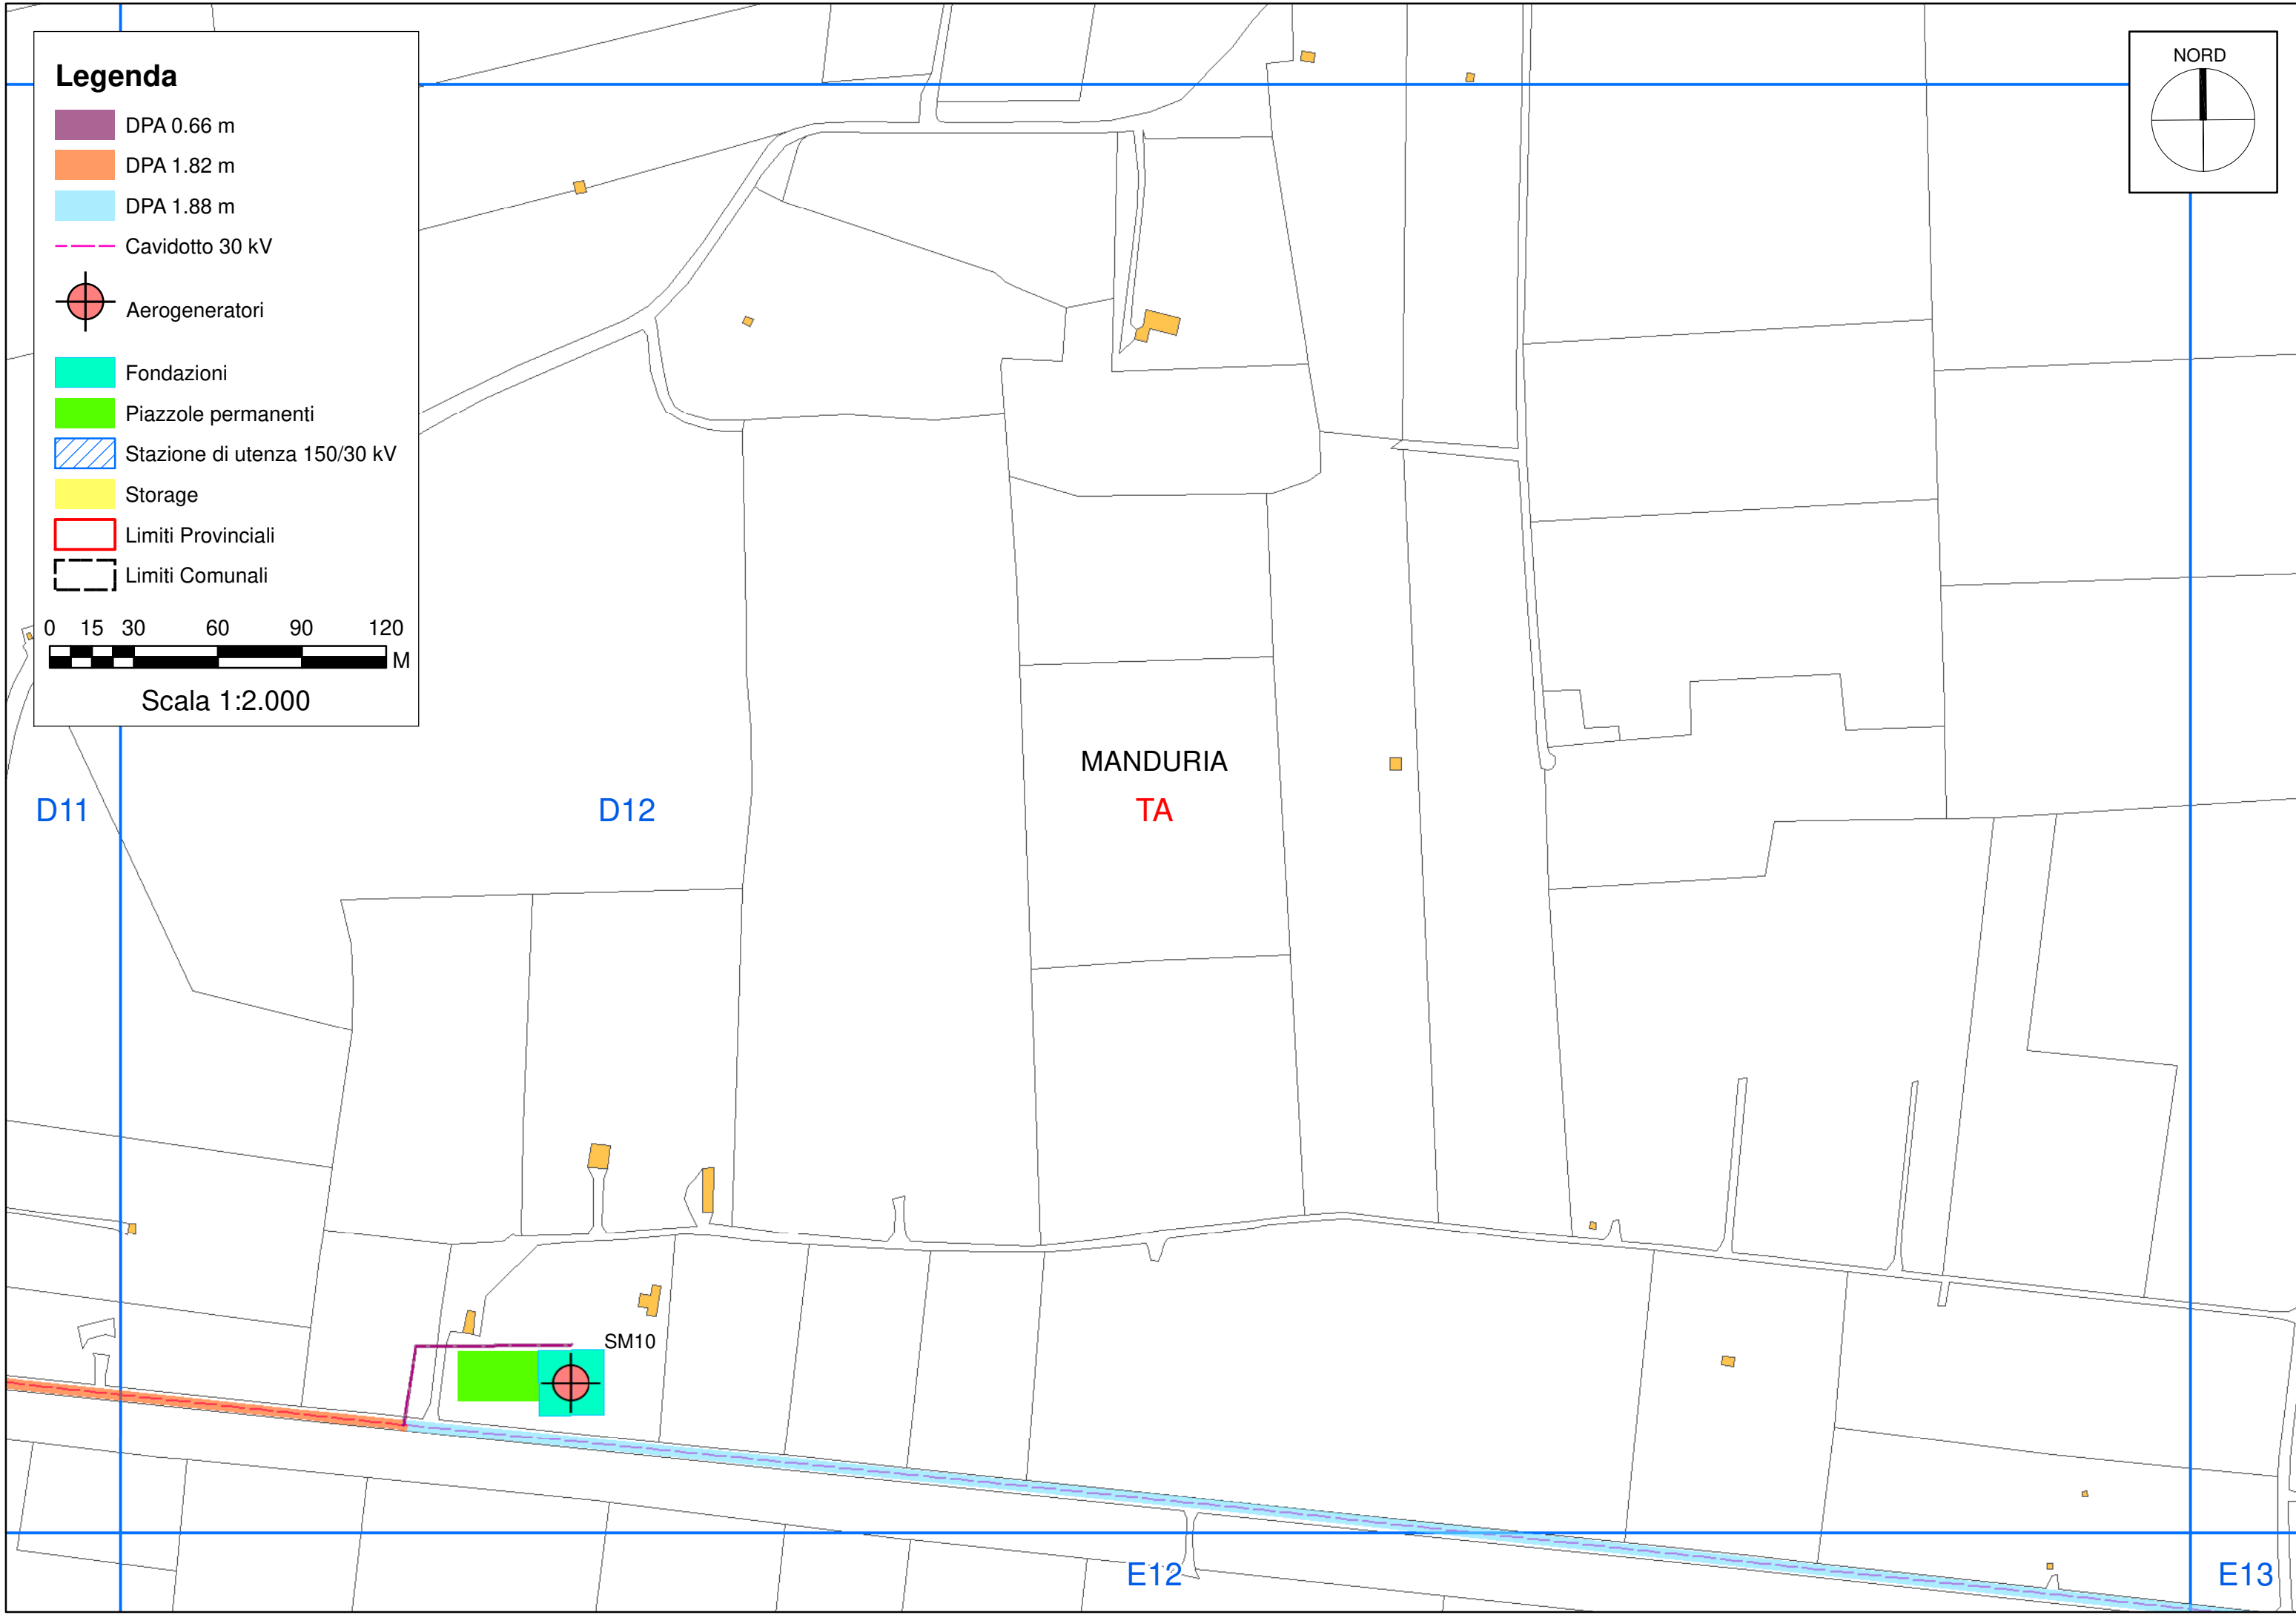 Legenda
DPA 0.66 m
DPA 1.82 m
DPA 1.88 m
Cavidotto 30 kV
Aerogeneratori
Fondazioni
Piazzole permanenti
Stazione di utenza 150/30 kV
Storage
Limiti Provinciali
Limiti Comunali
0 15 30 60 90 120
M
Scala 1:2.000
NORD
MANDURIA
TA
D11
D12
SM10
E12
E13